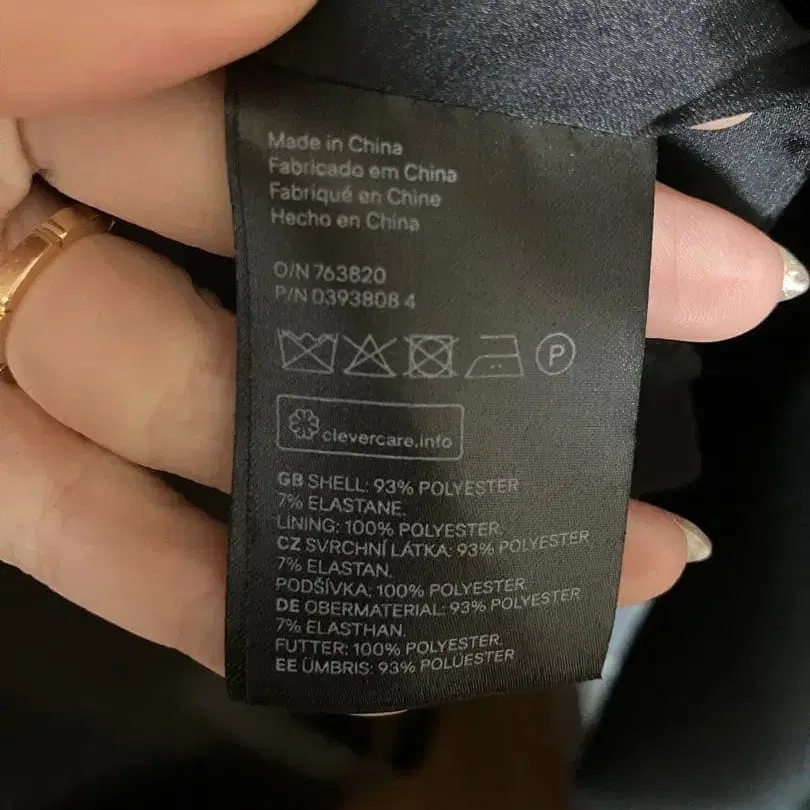 Made in China
Fabricado em China
Fabriqué en Chine
Hecho en China
O/N 763820
P/N 0393808 4
P
clevercare.info
GB SHELL: 93% POLYESTER
7% ELASTANE.
LINING: 100% POLYESTER.
CZ SVRCHNÍ LÁTKA: 93% POLYESTER
7% ELASTAN.
PODŠÍVKA: 100% POLYESTER
DE OBERMATERIAL: 93% POLYESTER
7% ELASTHAN.
FUTTER: 100% POLYESTER.
EE ÜMBRIS: 93% POLÜESTER